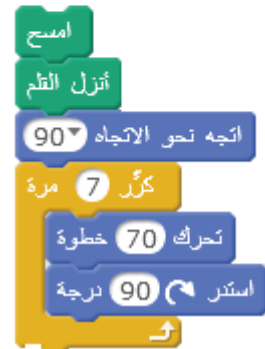 امسح
أنزل القلم
اتجه نحو الاتجاه 90
كرِّر 7 مرة
تحرك 70 خطوة
استدر 90 درجة